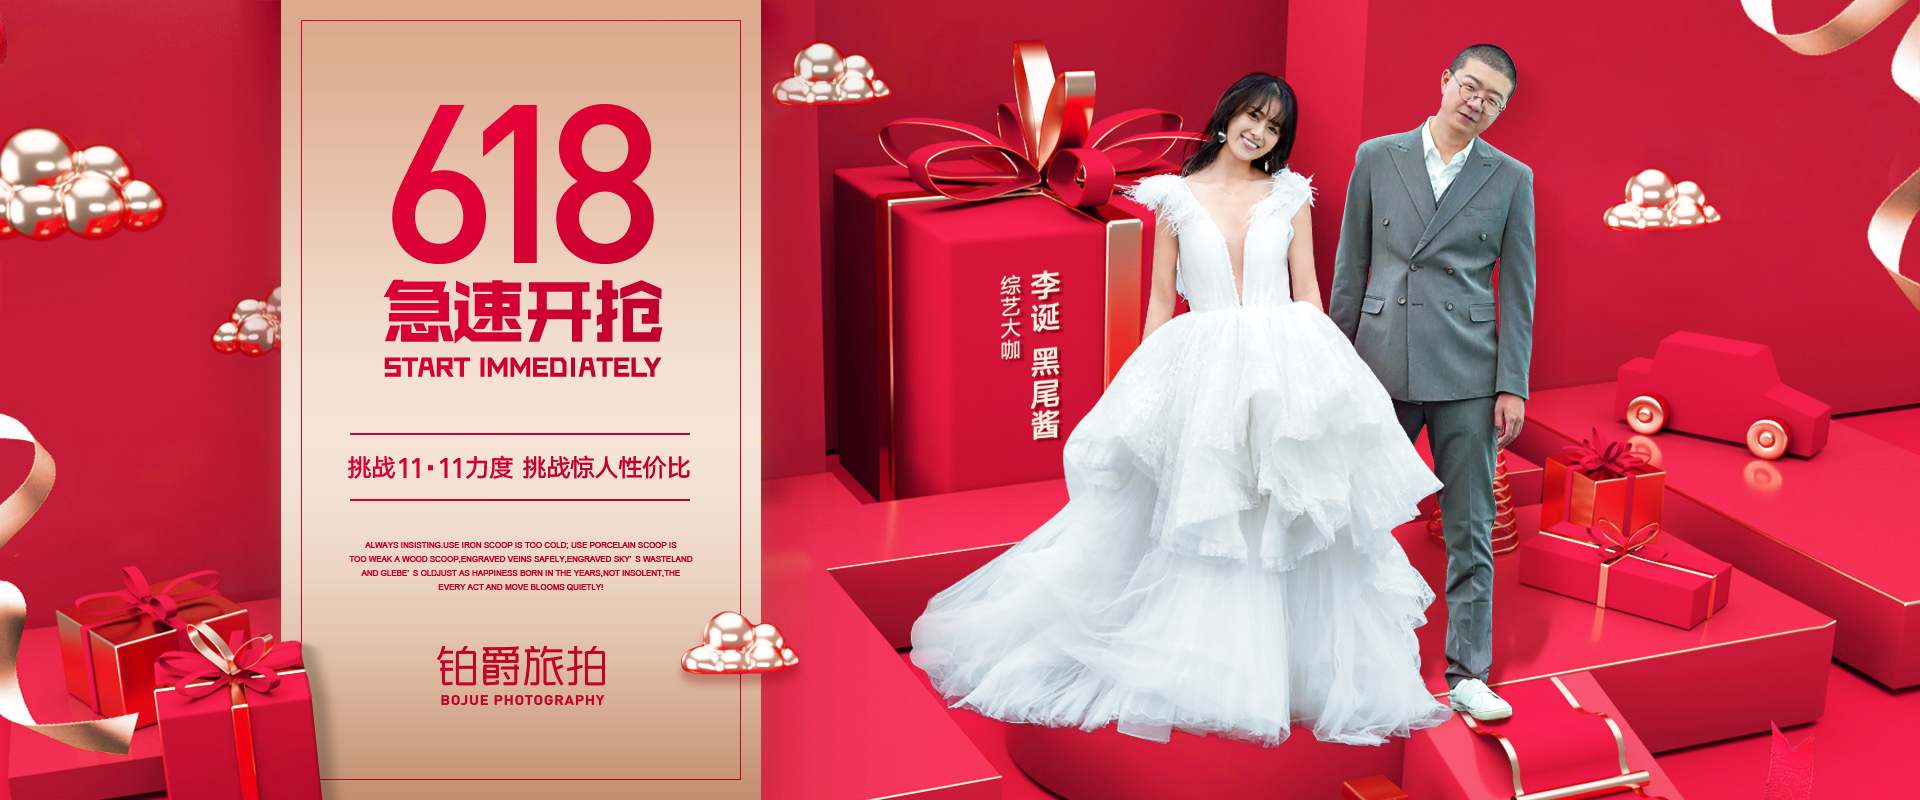 618
急速开抢
START IMMEDIATELY
挑战11·11力度 挑战惊人性价比
ALWAYS INSISTING.USE IRON SCOOP IS TOO COLD; USE PORCELAIN SCOOP IS
TOO WEAK A WOOD SCOOP,ENGRAVED VEINS SAFELY,ENGRAVED SKY'S WASTELAND
AND GLEBE'S OLDJUST AS HAPPINESS BORN IN THE YEARS,NOT INSOLENT,THE
EVERY ACT AND MOVE BLOOMS QUIETLY!
铂爵旅拍
BOJUE PHOTOGRAPHY
李诞 黑尾酱
综艺大咖